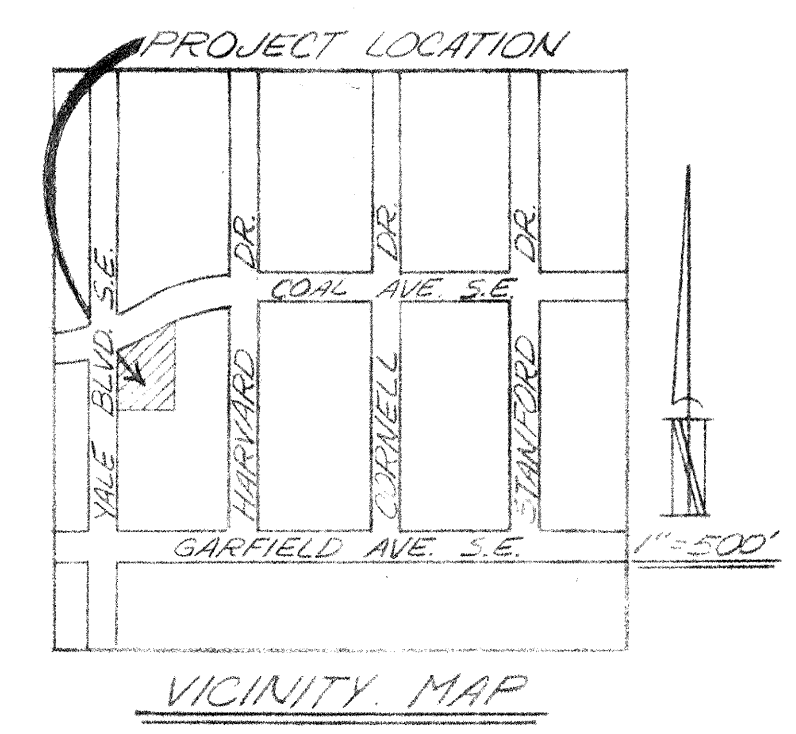 PROJECT LOCATION
YALE BLVD. S.E.
HARVARD DR.
CORNELL DR.
STANFORD DR.
COAL AVE. S.E.
GARFIELD AVE. S.E.
N
1"=500'
VICINITY MAP